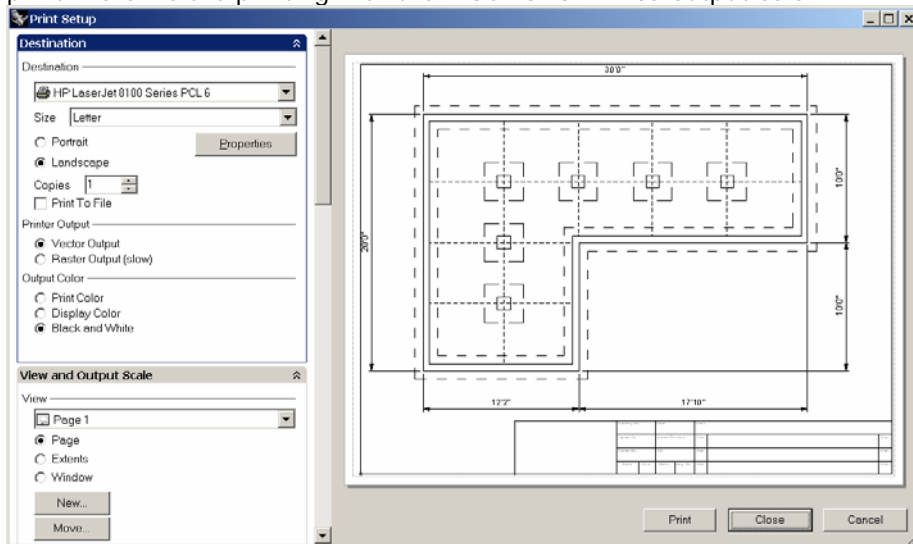 Print Setup
Destination
Destination
HP LaserJet 8100 Series PCL 6
Size Letter
Portrait
Properties
Landscape
Copies 1
Print To File
Printer Output
Vector Output
Raster Output (slow)
Output Color
Print Color
Display Color
Black and White
View and Output Scale
View
Page 1
Page
Extents
Window
New...
Move...
30'0"
20'0"
10'0"
10'0"
12'2"
17'10"
Print
Close
Cancel